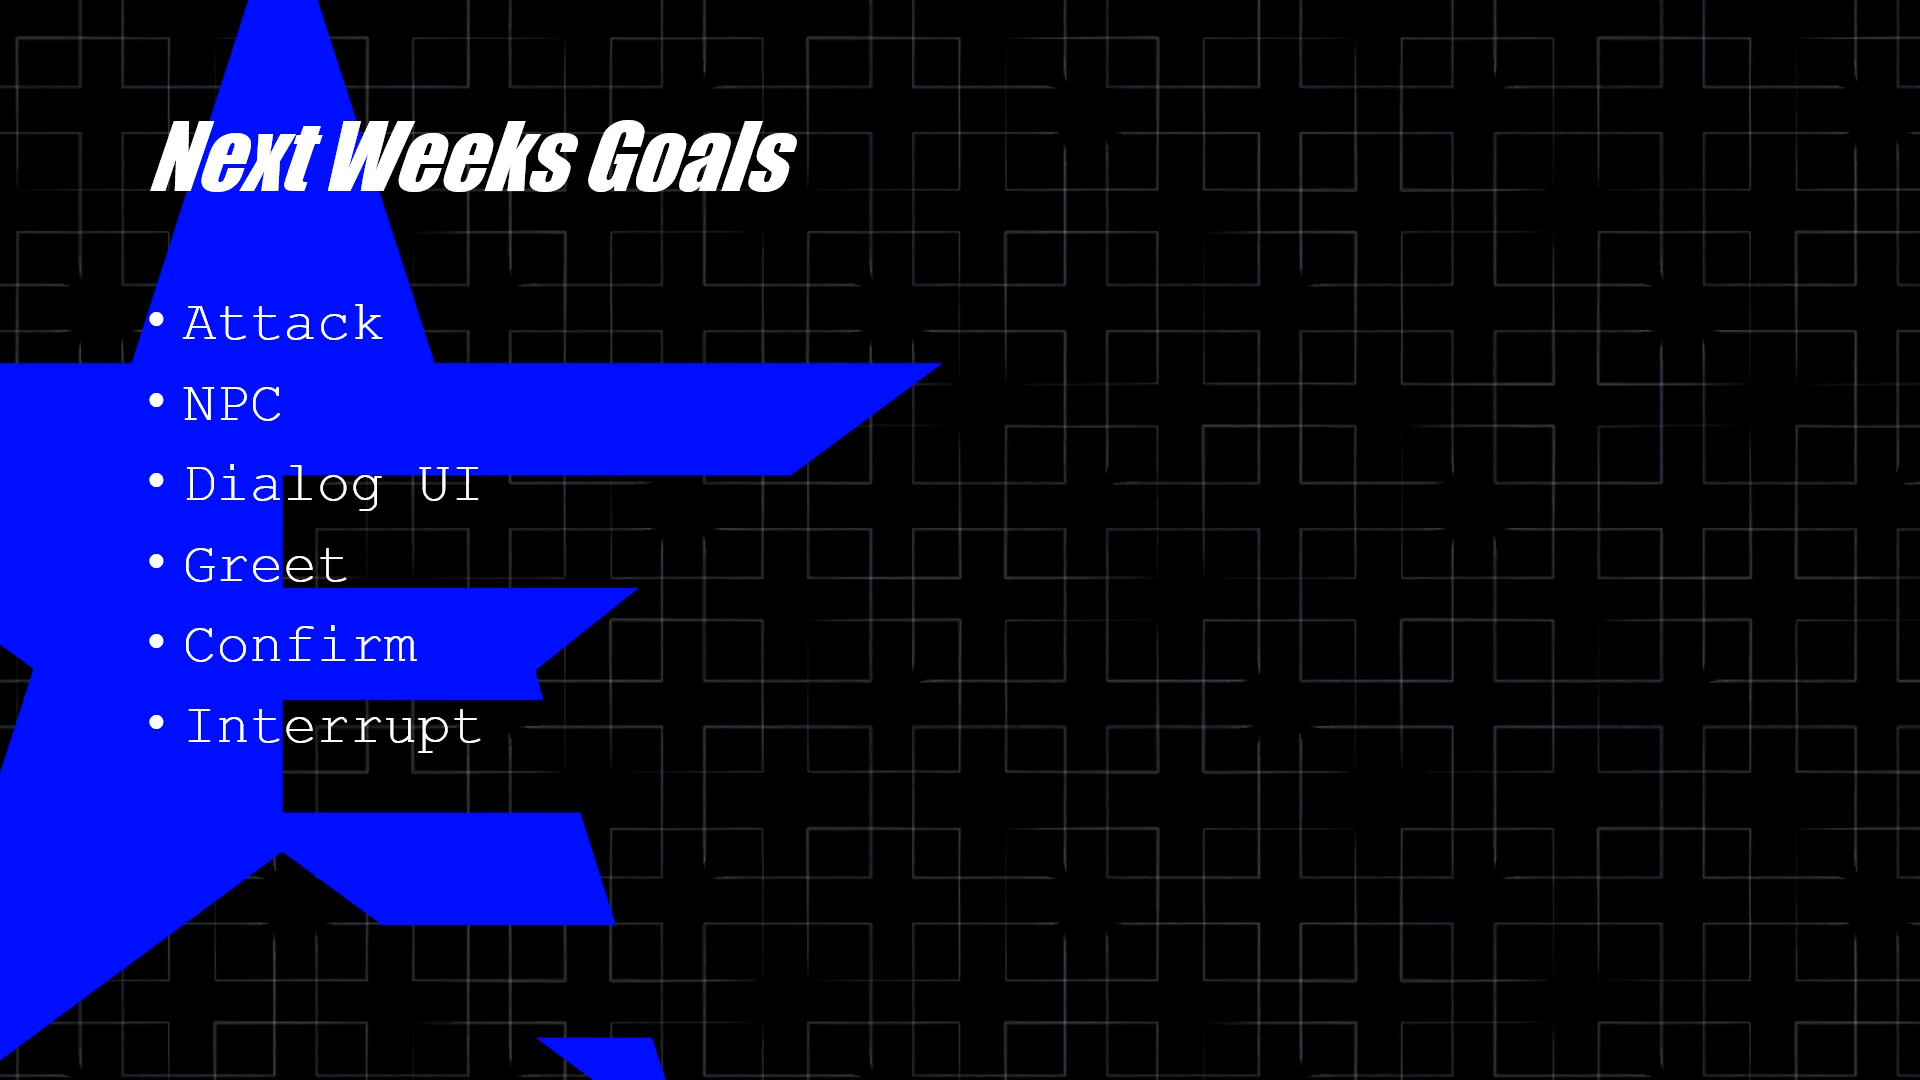 Next Weeks Goals
• Attack
• NPC
• Dialog UI
• Greet
• Confirm
• Interrupt